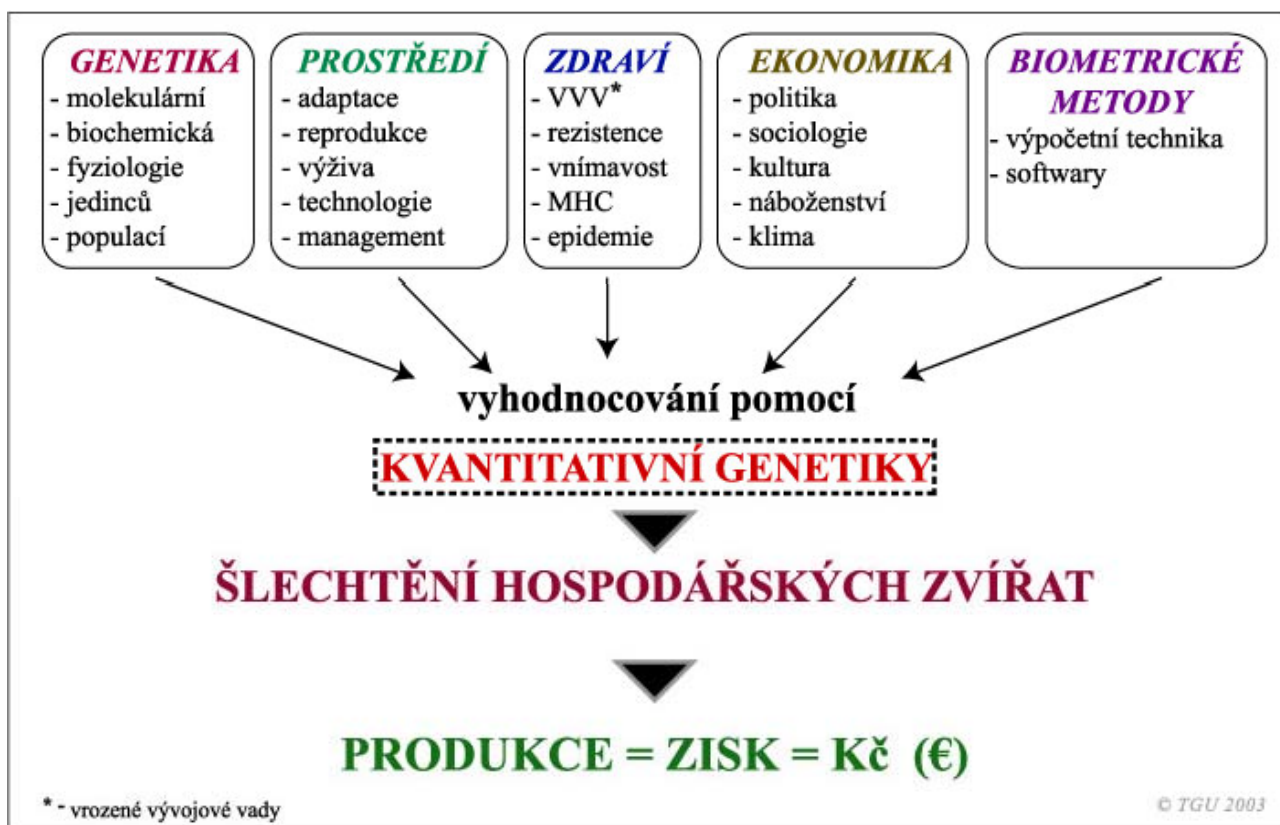 GENETIKA
- molekulární
- biochemická
- fyziologie
- jedinců
- populací
PROSTŘEDÍ
- adaptace
- reprodukce
- výživa
- technologie
- management
ZDRAVÍ
- VVV*
- rezistence
- vnímavost
- MHC
- epidemie
EKONOMIKA
- politika
- sociologie
- kultura
- náboženství
- klima
BIOMETRICKÉ
METODY
- výpočetní technika
- softwary
vyhodnocování pomocí
KVANTITATIVNÍ GENETIKY
ŠLECHTĚNÍ HOSPODÁŘSKÝCH ZVÍŘAT
PRODUKCE = ZISK = Kč (€)
* - vrozené vývojové vady
© TGU 2003